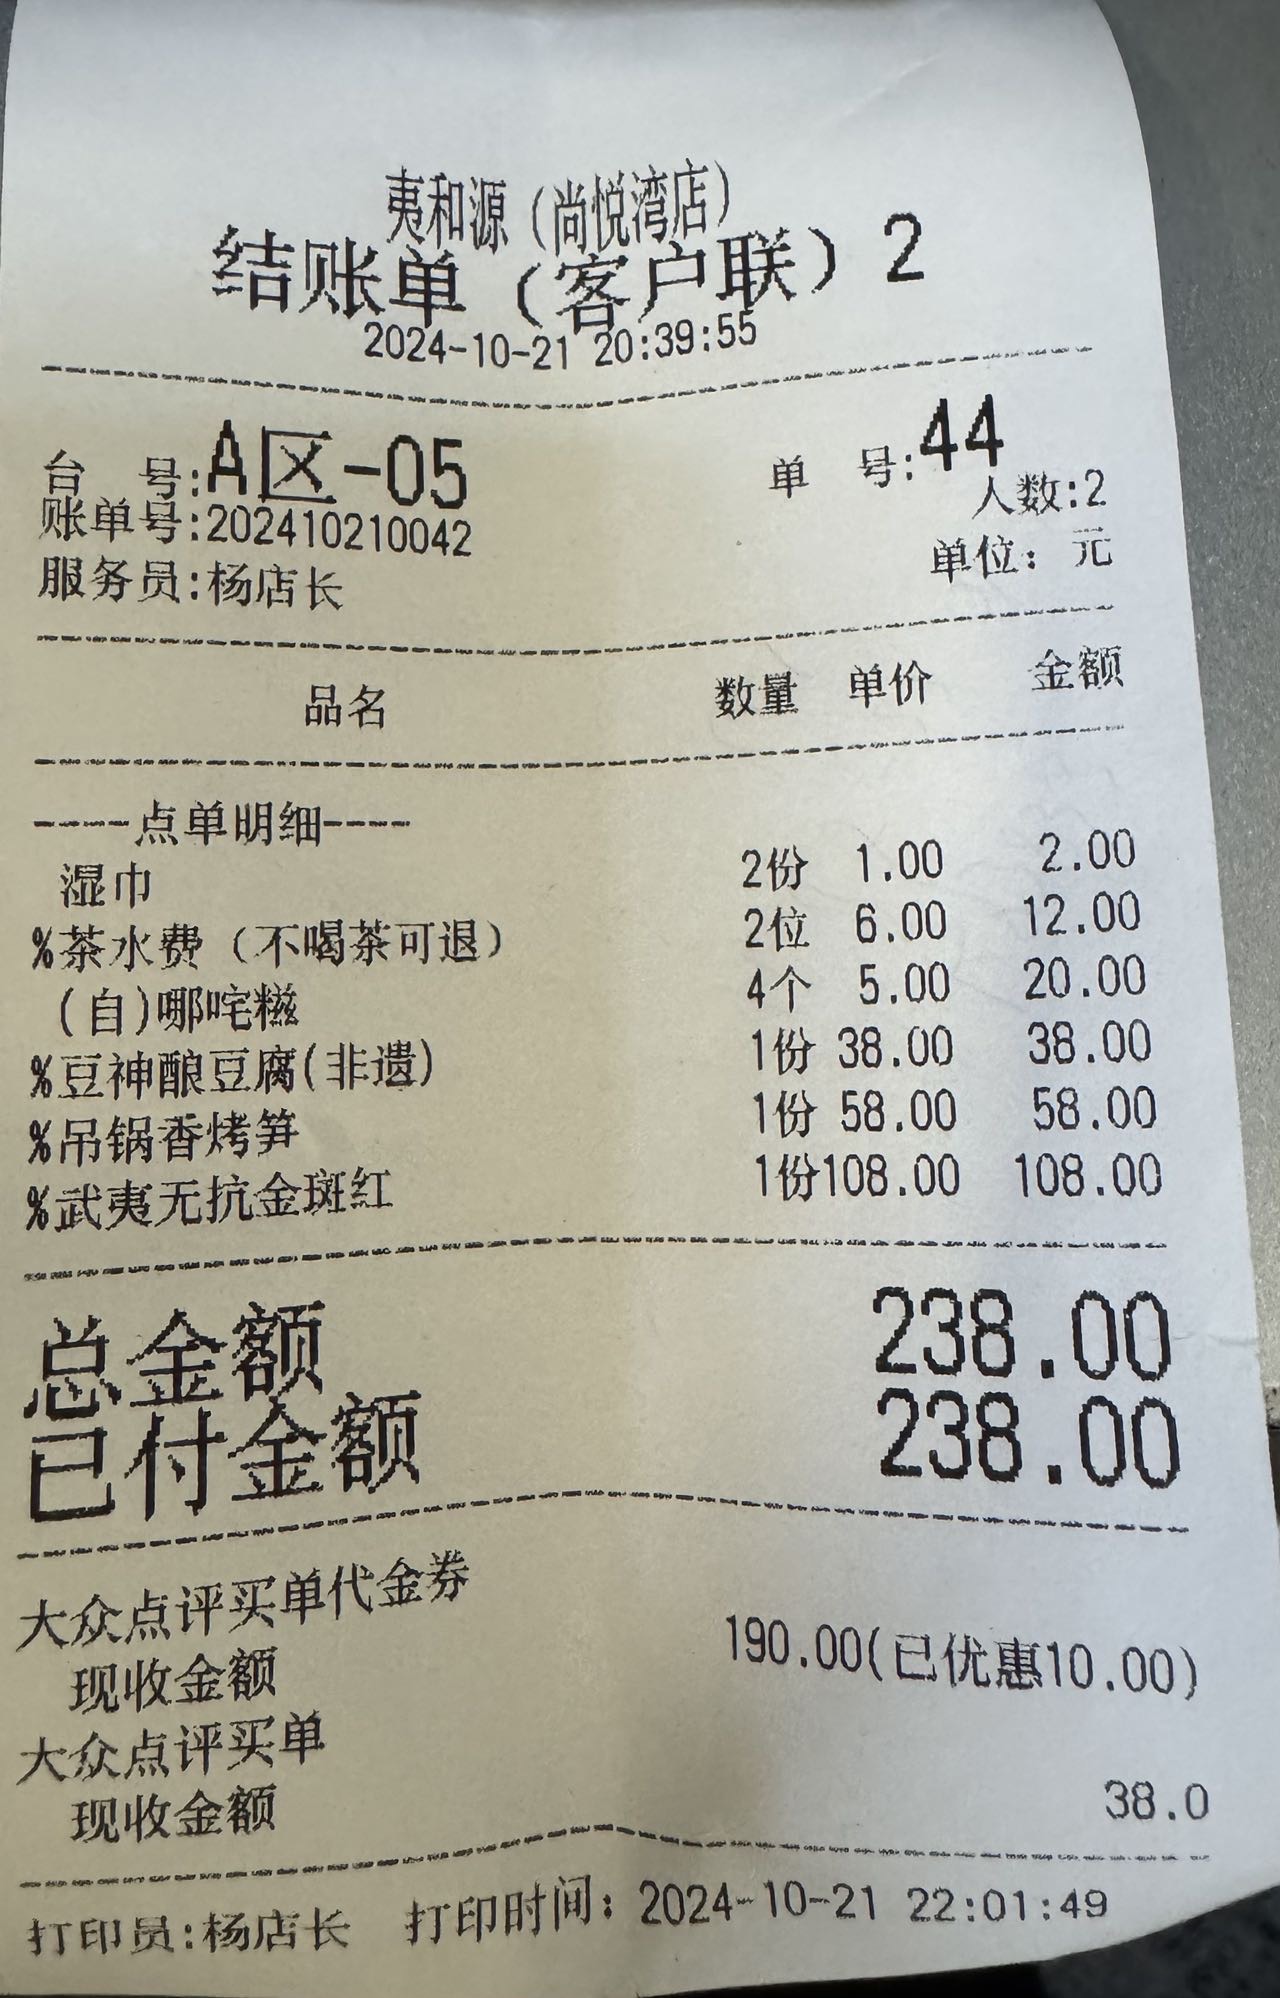 夷和源（尚悦湾店）
结账单（客户联）2
2024-10-21 20:39:55
台 号:A区-05 单 号:44
人数:2
账单号:202410210042
单位：元
服务员:杨店长
品名 数量 单价 金额
----点单明细----
湿巾 2份 1.00 2.00
%茶水费（不喝茶可退） 2位 6.00 12.00
(自)哪咤糍 4个 5.00 20.00
%豆神酿豆腐(非遗) 1份 38.00 38.00
%吊锅香烤笋 1份 58.00 58.00
%武夷无抗金斑红 1份108.00 108.00
总金额 238.00
已付金额 238.00
大众点评买单代金券
现收金额 190.00(已优惠10.00)
大众点评买单
现收金额 38.0
打印员:杨店长 打印时间：2024-10-21 22:01:49